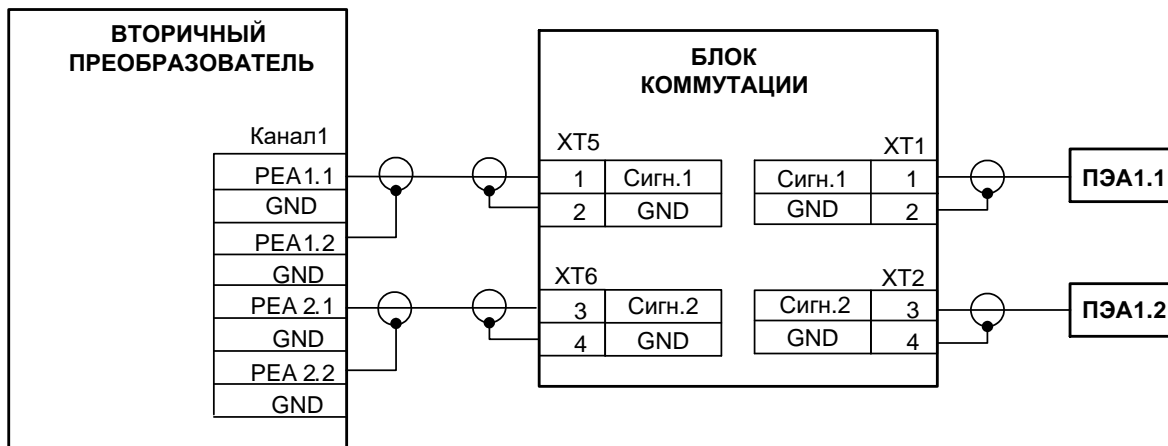 ВТОРИЧНЫЙ
ПРЕОБРАЗОВАТЕЛЬ
Канал1
PEA1.1
GND
PEA1.2
GND
PEA 2.1
GND
PEA 2.2
GND
БЛОК
КОММУТАЦИИ
XT5
1 Сигн.1
2 GND
XT6
3 Сигн.2
4 GND
XT1
Сигн.1 1
GND 2
XT2
Сигн.2 3
GND 4
ПЭА1.1
ПЭА1.2